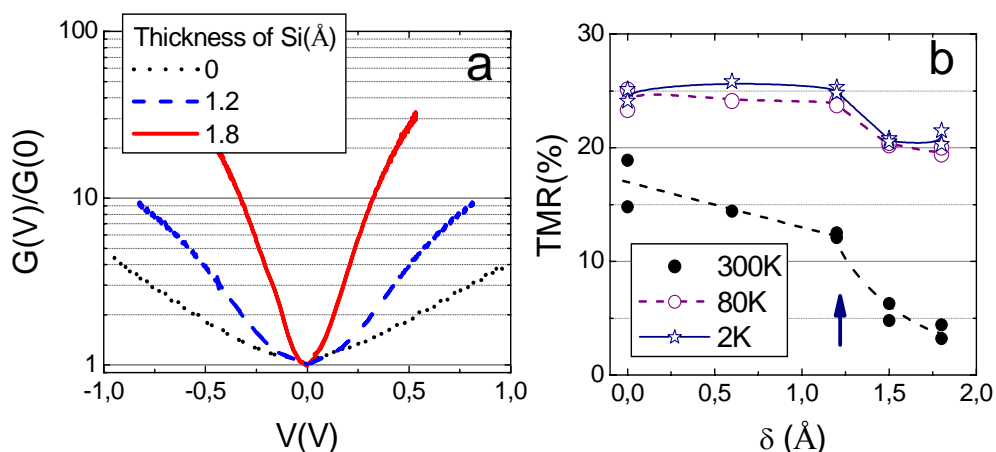 a
Thickness of Si(Å)
0
1.2
1.8
G(V)/G(0)
100
10
1
-1,0 -0,5 0,0 0,5 1,0
V(V)
b
TMR(%)
30
20
10
0
300K
80K
2K
0,0 0,5 1,0 1,5 2,0
δ (Å)